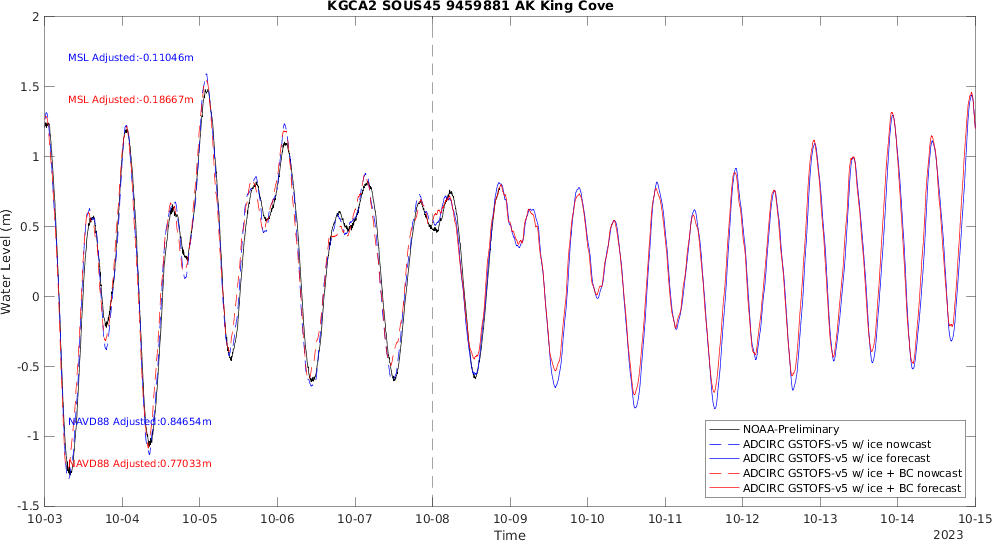 KGCA2 SOUS45 9459881 AK King Cove
2
1.5
1
0.5
0
-0.5
-1
-1.5
Water Level (m)
MSL Adjusted:-0.11046m
MSL Adjusted:-0.18667m
NAVD88 Adjusted:0.84654m
NAVD88 Adjusted:0.77033m
NOAA-Preliminary
ADCIRC GSTOFS-v5 w/ ice nowcast
ADCIRC GSTOFS-v5 w/ ice forecast
ADCIRC GSTOFS-v5 w/ ice + BC nowcast
ADCIRC GSTOFS-v5 w/ ice + BC forecast
10-03 10-04 10-05 10-06 10-07 10-08 10-09 10-10 10-11 10-12 10-13 10-14 10-15
Time
2023